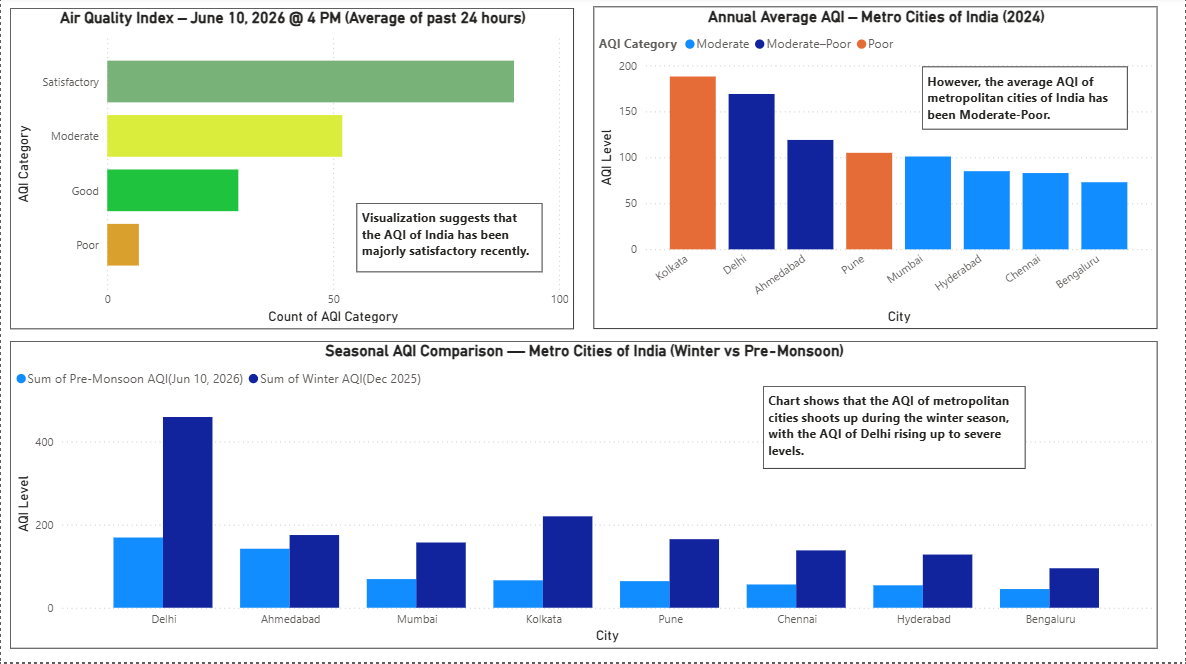 Air Quality Index – June 10, 2026 @ 4 PM (Average of past 24 hours)
AQI Category
Satisfactory
Moderate
Good
Poor
0
50
100
Count of AQI Category
Visualization suggests that
the AQI of India has been
majorly satisfactory recently.
Annual Average AQI – Metro Cities of India (2024)
AQI Category Moderate Moderate–Poor Poor
AQI Level
200
150
100
50
0
However, the average AQI of
metropolitan cities of India has
been Moderate-Poor.
Kolkata
Delhi
Ahmedabad
Pune
Mumbai
Hyderabad
Chennai
Bengaluru
City
Seasonal AQI Comparison — Metro Cities of India (Winter vs Pre-Monsoon)
Sum of Pre-Monsoon AQI(Jun 10, 2026) Sum of Winter AQI(Dec 2025)
AQI Level
400
200
0
Chart shows that the AQI of metropolitan
cities shoots up during the winter season,
with the AQI of Delhi rising up to severe
levels.
Delhi
Ahmedabad
Mumbai
Kolkata
Pune
Chennai
Hyderabad
Bengaluru
City